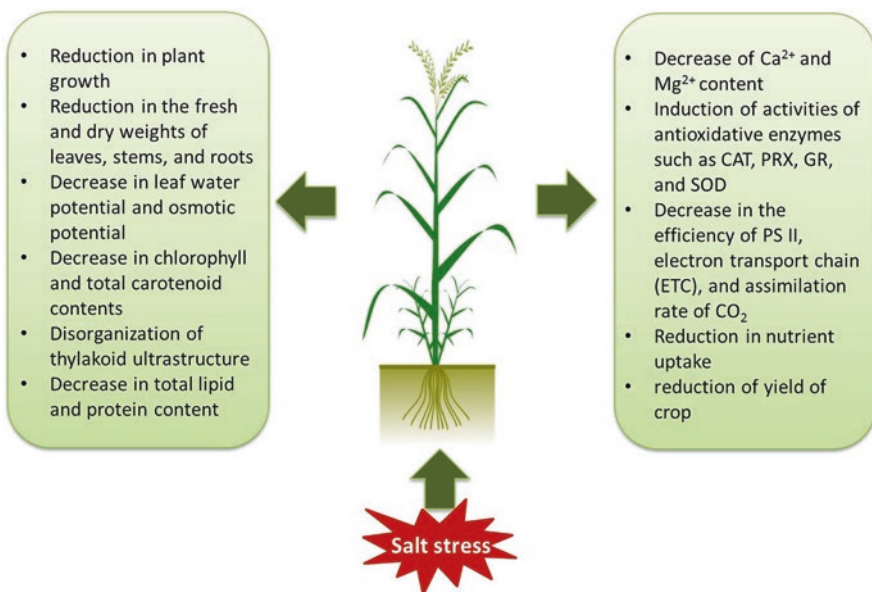 • Reduction in plant
growth
• Reduction in the fresh
and dry weights of
leaves, stems, and roots
• Decrease in leaf water
potential and osmotic
potential
• Decrease in chlorophyll
and total carotenoid
contents
• Disorganization of
thylakoid ultrastructure
• Decrease in total lipid
and protein content
• Decrease of Ca²⁺ and
Mg²⁺ content
• Induction of activities of
antioxidative enzymes
such as CAT, PRX, GR,
and SOD
• Decrease in the
efficiency of PS II,
electron transport chain
(ETC), and assimilation
rate of CO₂
• Reduction in nutrient
uptake
• reduction of yield of
crop
Salt stress